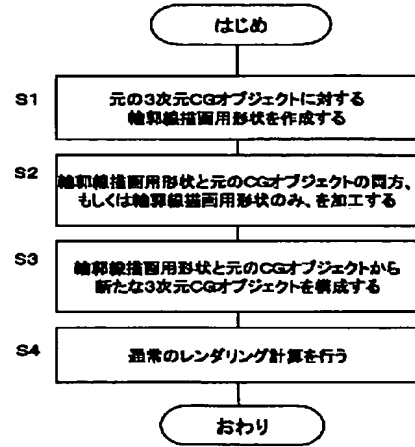 はじめ
S1
元の3次元CGオブジェクトに対する
輪郭線描画用形状を作成する
S2
輪郭線描画用形状と元のCGオブジェクトの両方、
もしくは輪郭線描画用形状のみ、を加工する
S3
輪郭線描画用形状と元のCGオブジェクトから
新たな3次元CGオブジェクトを構成する
S4
通常のレンダリング計算を行う
おわり